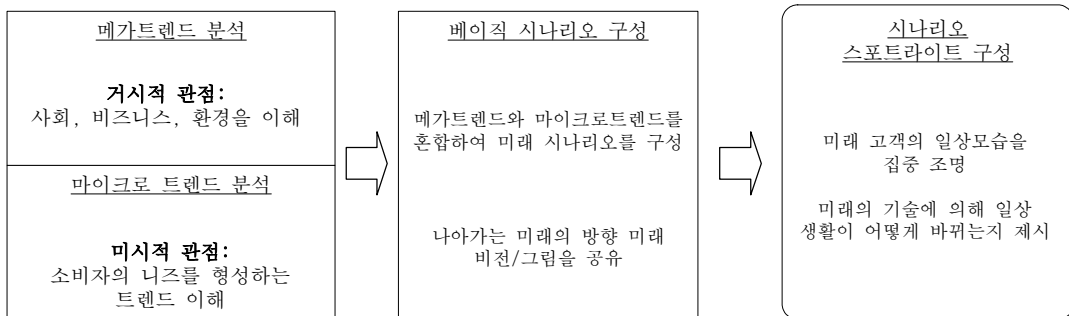 메가트렌드 분석
거시적 관점:
사회, 비즈니스, 환경을 이해
마이크로 트렌드 분석
미시적 관점:
소비자의 니즈를 형성하는
트렌드 이해
베이직 시나리오 구성
메가트렌드와 마이크로트렌드를
혼합하여 미래 시나리오를 구성
나아가는 미래의 방향 미래
비전/그림을 공유
시나리오
스포트라이트 구성
미래 고객의 일상모습을
집중 조명
미래의 기술에 의해 일상
생활이 어떻게 바뀌는지 제시